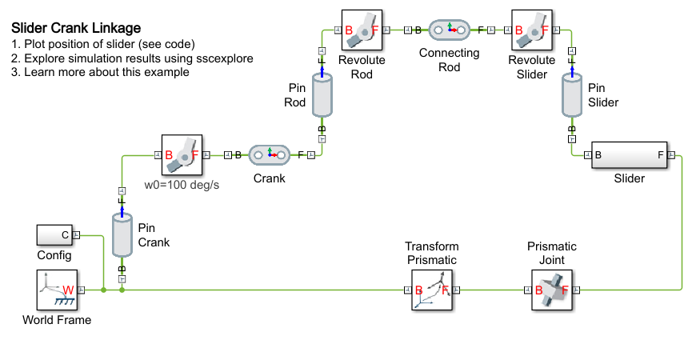 Slider Crank Linkage
1. Plot position of slider (see code)
2. Explore simulation results using sscexplore
3. Learn more about this example
B F
Revolute
Rod
B F
Connecting
Rod
B F
Revolute
Slider
F
Pin
Rod
B
F
Pin
Slider
B
B F
w0=100 deg/s
B F
Crank
B F
Slider
F
Pin
Crank
B
C
Config
W
World Frame
Transform
Prismatic
B F
Prismatic
Joint
B F